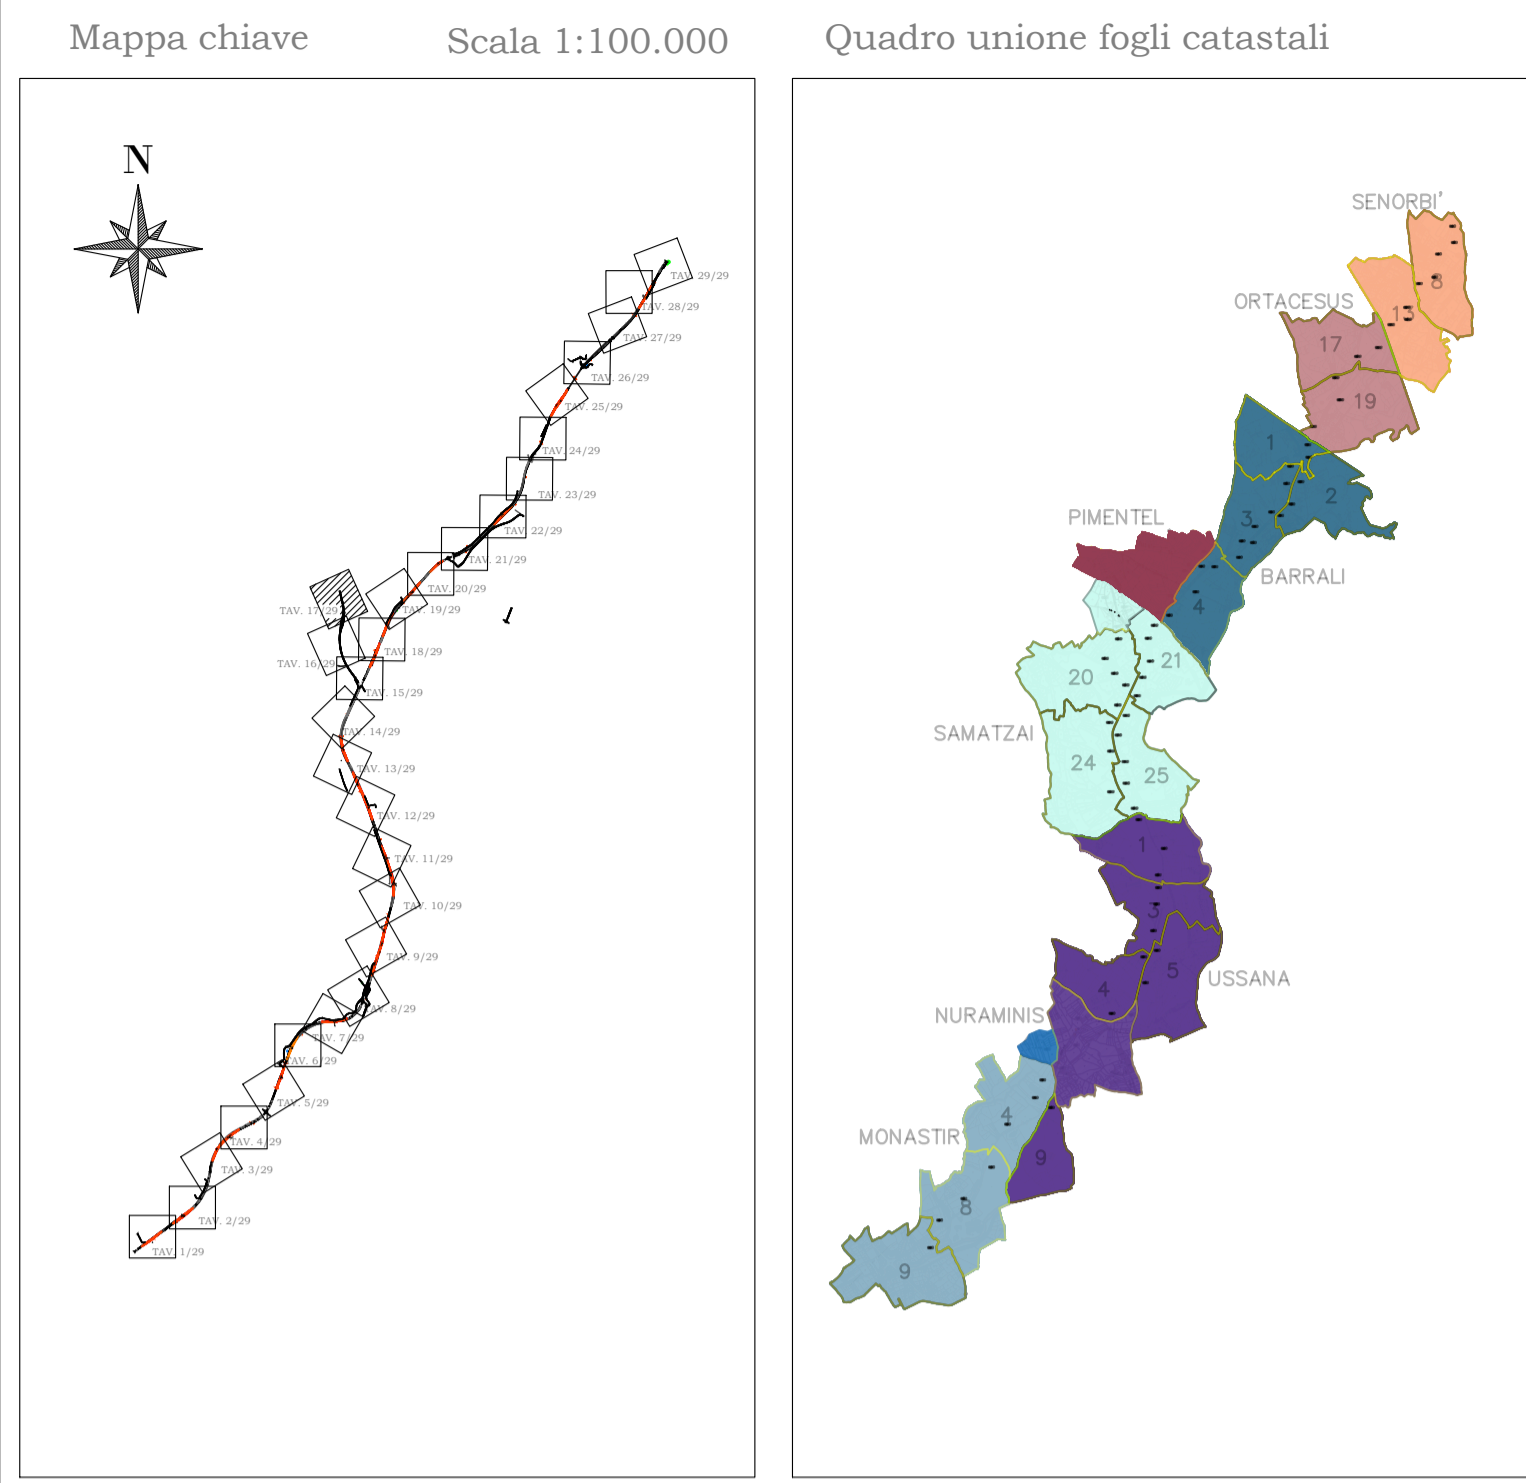 Mappa chiave
Scala 1:100.000
Quadro unione fogli catastali
N
TAV. 29/29
TAV. 28/29
TAV. 27/29
TAV. 26/29
TAV. 25/29
TAV. 24/29
TAV. 23/29
TAV. 22/29
TAV. 21/29
TAV. 20/29
TAV. 19/29
TAV. 17/29
TAV. 18/29
TAV. 16/29
TAV. 15/29
TAV. 14/29
TAV. 13/29
TAV. 12/29
TAV. 11/29
TAV. 10/29
TAV. 9/29
TAV. 8/29
TAV. 7/29
TAV. 6/29
TAV. 5/29
TAV. 4/29
TAV. 3/29
TAV. 2/29
TAV. 1/29
SENORBI'
8
ORTACESUS
13
17
19
1
2
PIMENTEL
3
BARRALI
4
21
20
SAMATZAI
24
25
1
3
5
USSANA
4
NURAMINIS
4
MONASTIR
9
8
9